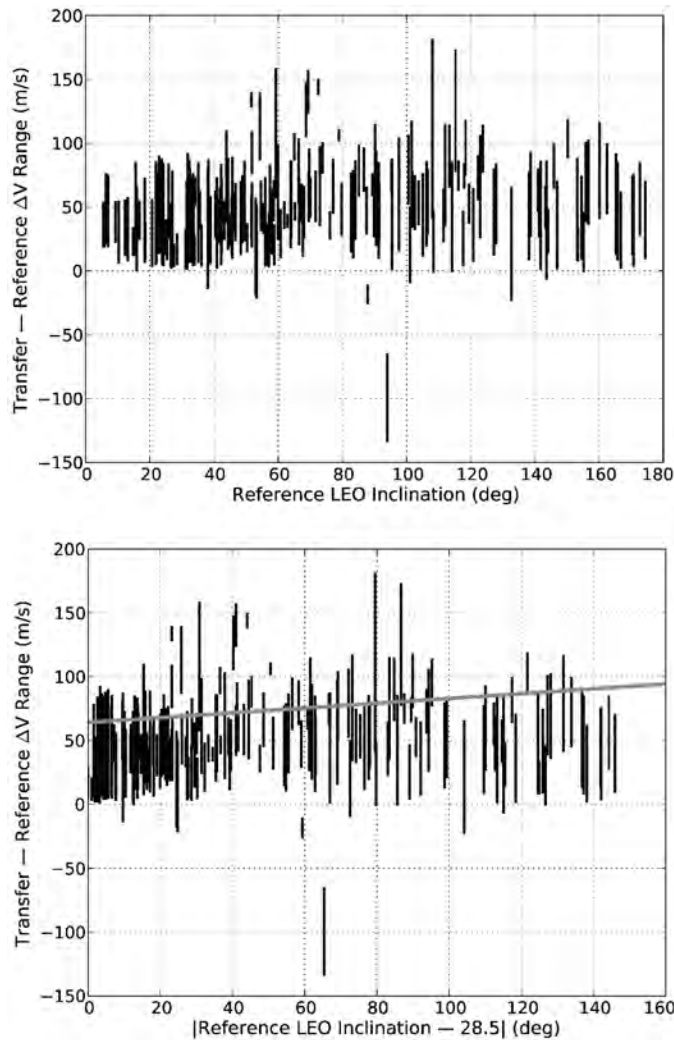 200
150
100
50
0
−50
−100
−150
Transfer — Reference ΔV Range (m/s)
0 20 40 60 80 100 120 140 160 180
Reference LEO Inclination (deg)
200
150
100
50
0
−50
−100
−150
Transfer — Reference ΔV Range (m/s)
0 20 40 60 80 100 120 140 160
|Reference LEO Inclination — 28.5| (deg)